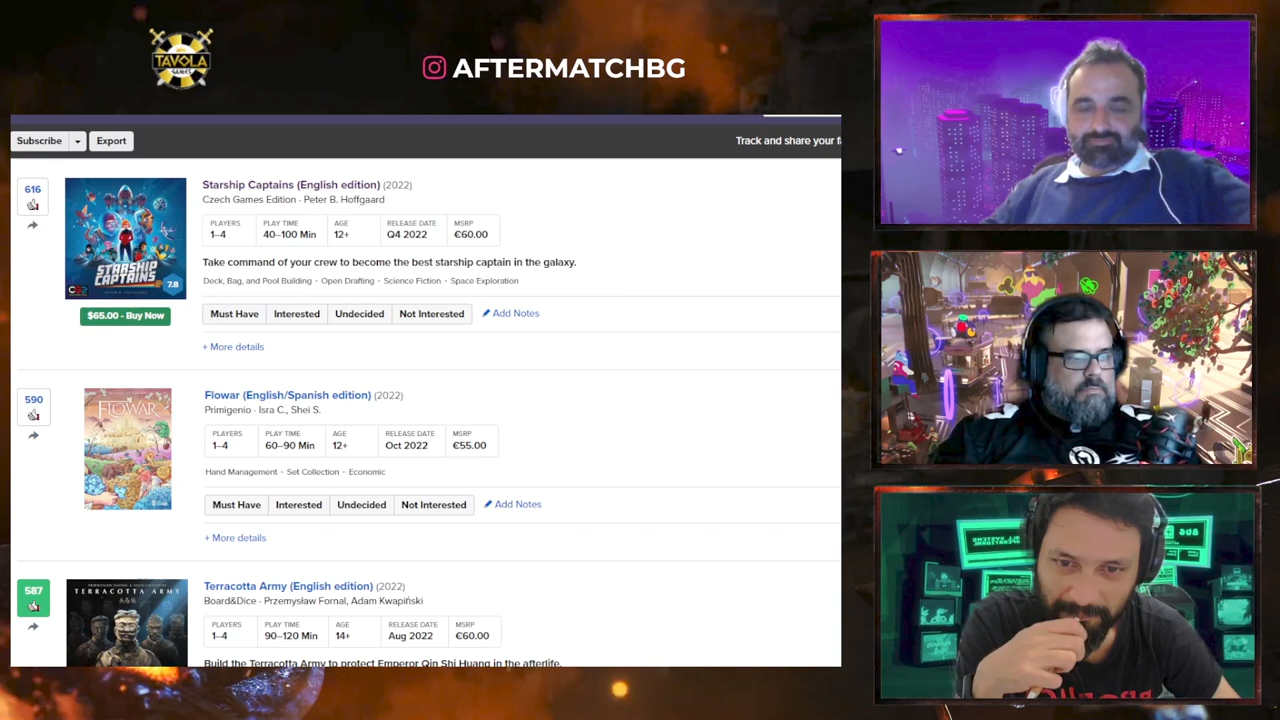 TAVOLA
GAMES
AFTERMATCHBG
Subscribe
Export
Track and share your f
616
Starship Captains (English edition) (2022)
Czech Games Edition · Peter B. Hoffgaard
PLAYERS PLAY TIME AGE RELEASE DATE MSRP
1–4 40–100 Min 12+ Q4 2022 €60.00
Take command of your crew to become the best starship captain in the galaxy.
Deck, Bag, and Pool Building · Open Drafting · Science Fiction · Space Exploration
STARSHIP
CAPTAINS
7.8
$65.00 - Buy Now
Must Have Interested Undecided Not Interested Add Notes
+ More details
590
FLOWAR
Flowar (English/Spanish edition) (2022)
Primigenio · Isra C., Shei S.
PLAYERS PLAY TIME AGE RELEASE DATE MSRP
1–4 60–90 Min 12+ Oct 2022 €55.00
Hand Management · Set Collection · Economic
Must Have Interested Undecided Not Interested Add Notes
+ More details
587
TERRACOTTA ARMY
Terracotta Army (English edition) (2022)
Board&Dice · Przemysław Fornal, Adam Kwapiński
PLAYERS PLAY TIME AGE RELEASE DATE MSRP
1–4 90–120 Min 14+ Aug 2022 €60.00
Build the Terracotta Army to protect Emperor Qin Shi Huang in the afterlife.